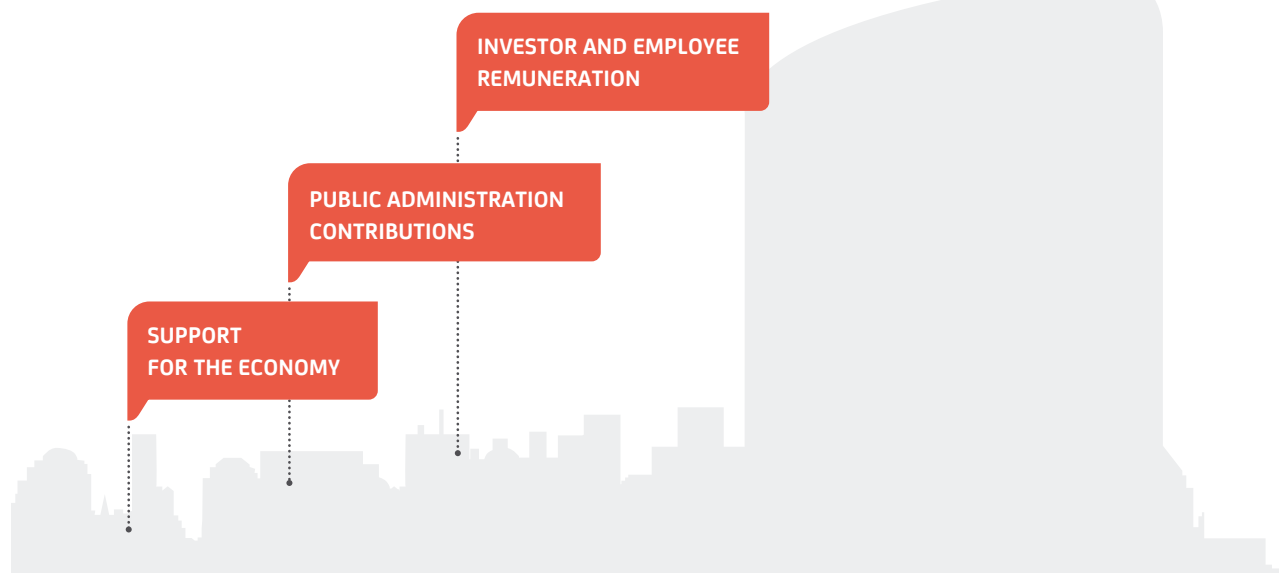 INVESTOR AND EMPLOYEE
REMUNERATION
PUBLIC ADMINISTRATION
CONTRIBUTIONS
SUPPORT
FOR THE ECONOMY